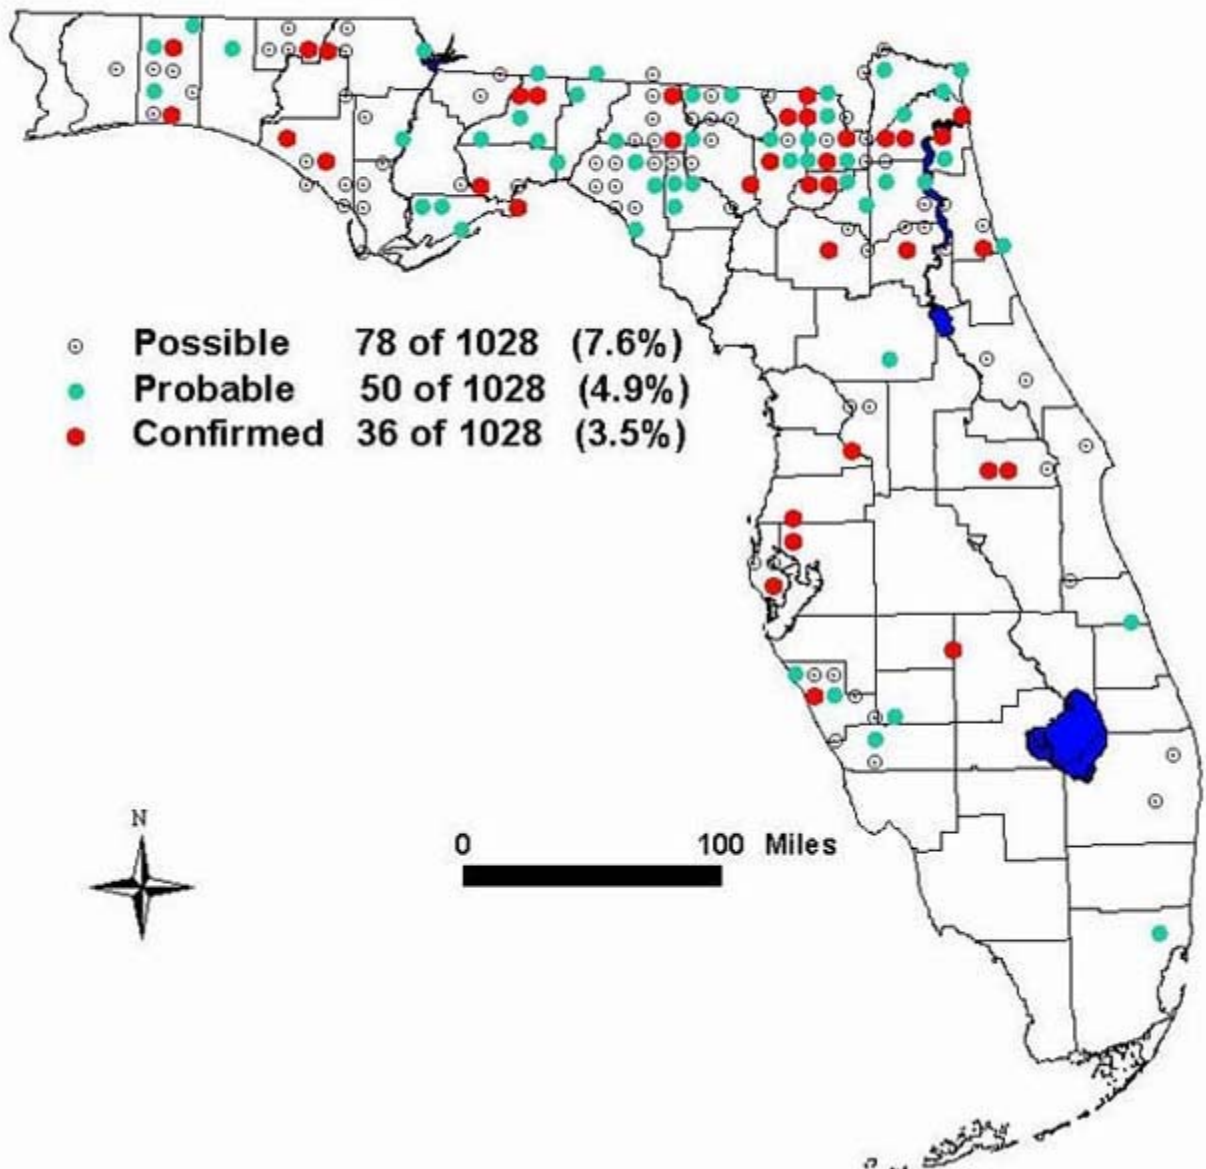 Possible 78 of 1028 (7.6%)
Probable 50 of 1028 (4.9%)
Confirmed 36 of 1028 (3.5%)
N
0 100 Miles